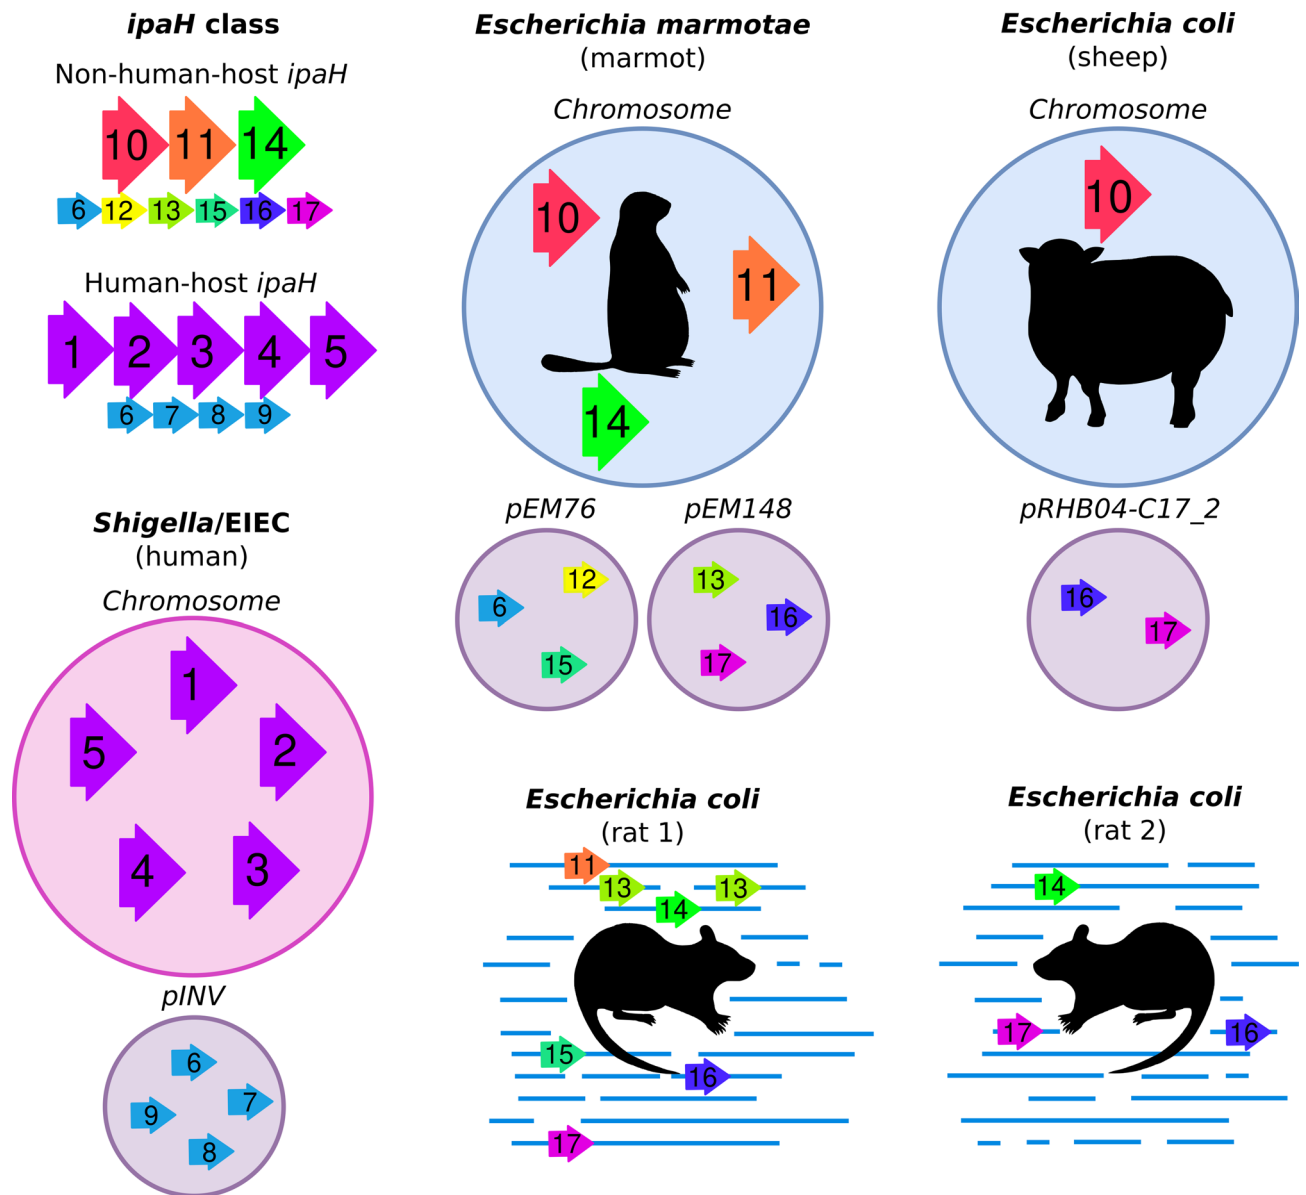 ipaH class
Non-human-host ipaH
10 11 14
6 12 13 15 16 17
Human-host ipaH
1 2 3 4 5
6 7 8 9
Shigella/EIEC
(human)
Chromosome
1
5
2
4
3
pINV
6
7
9
8
Escherichia marmotae
(marmot)
Chromosome
10
11
14
pEM76
12
6
15
pEM148
13
16
17
Escherichia coli
(sheep)
Chromosome
10
pRHB04-C17_2
16
17
Escherichia coli
(rat 1)
11
13 13
14
15
16
17
Escherichia coli
(rat 2)
14
17 16